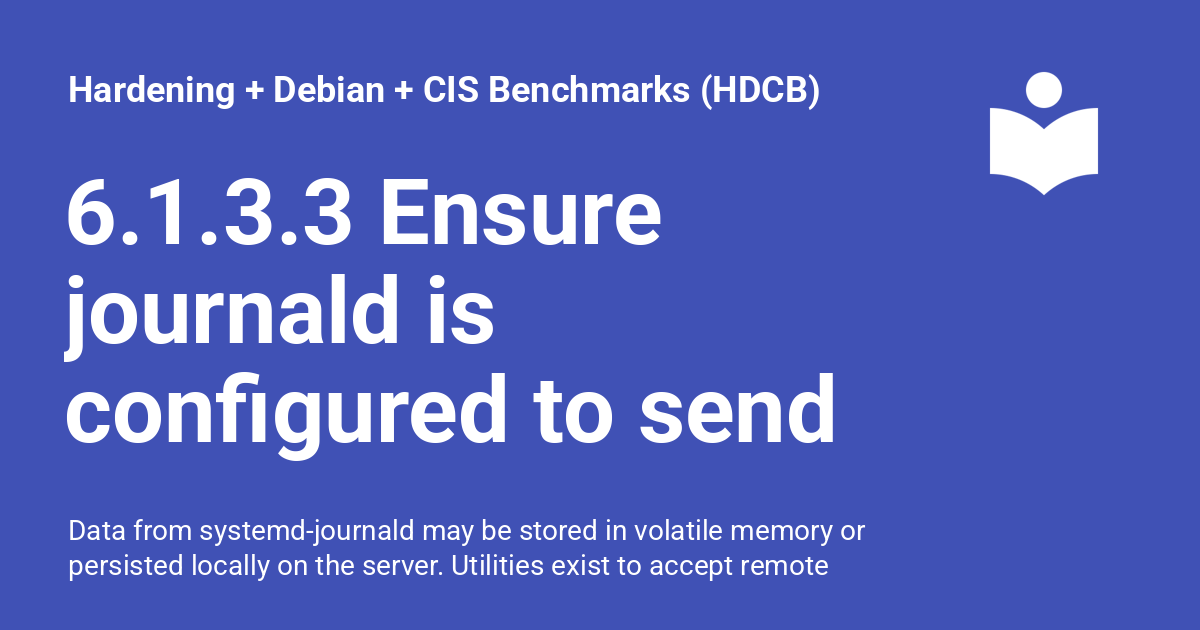 Hardening + Debian + CIS Benchmarks (HDCB)
6.1.3.3 Ensure
journald is
configured to send
Data from systemd-journald may be stored in volatile memory or
persisted locally on the server. Utilities exist to accept remote